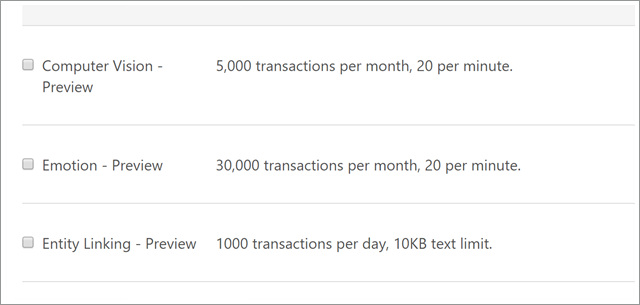 Computer Vision - 5,000 transactions per month, 20 per minute.
Preview
Emotion - Preview 30,000 transactions per month, 20 per minute.
Entity Linking - Preview 1000 transactions per day, 10KB text limit.